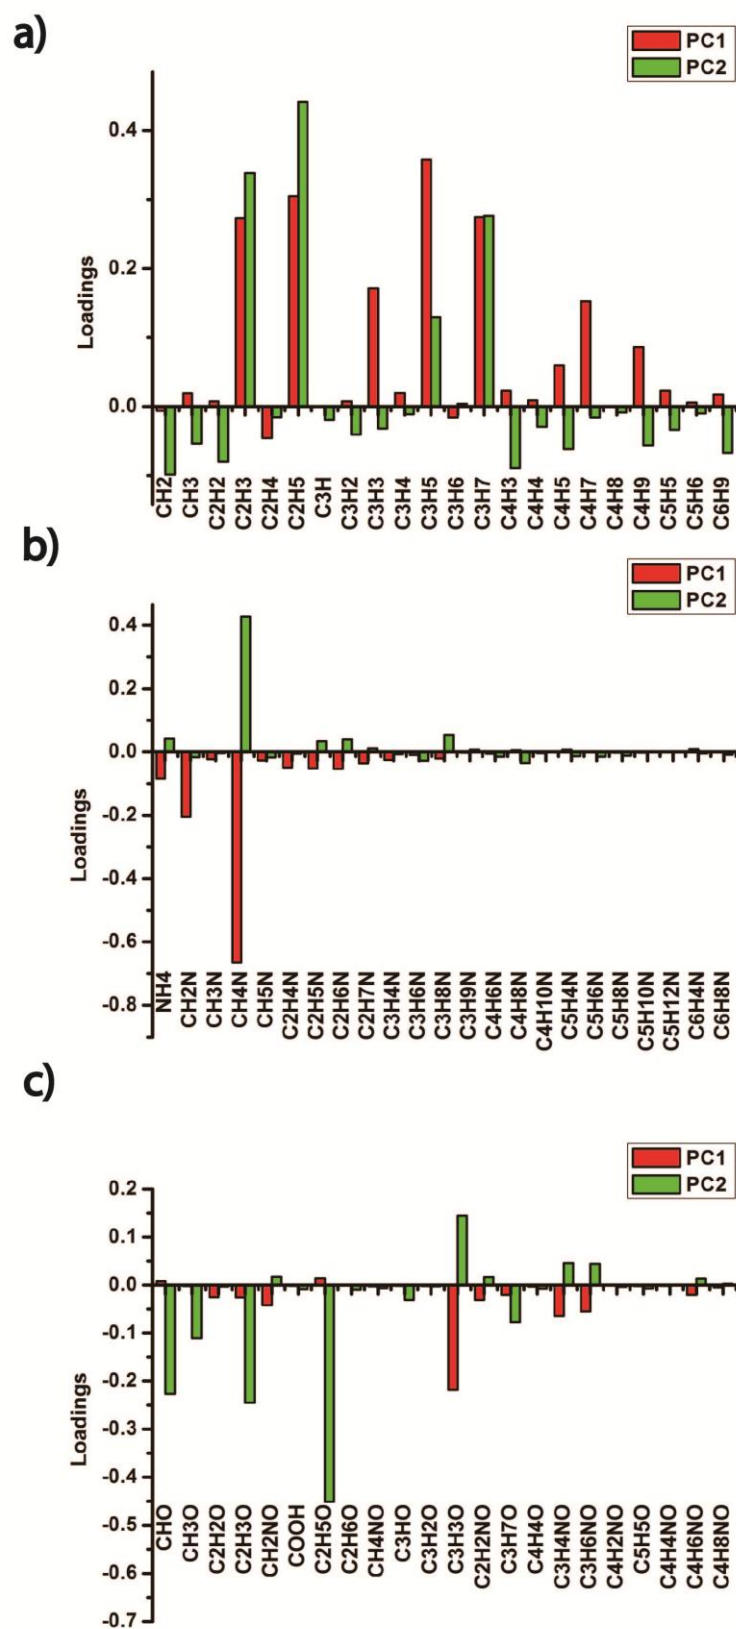 a)
PC1
PC2
0.4
0.2
0.0
Loadings
CH2 CH3 C2H2 C2H3 C2H4 C2H5 C3H C3H2 C3H3 C3H4 C3H5 C3H6 C3H7 C4H3 C4H4 C4H5 C4H7 C4H8 C4H9 C5H5 C5H6 C6H9
b)
PC1
PC2
0.4
0.2
0.0
-0.2
-0.4
-0.6
-0.8
Loadings
NH4 CH2N CH3N CH4N CH5N C2H4N C2H5N C2H6N C2H7N C3H4N C3H6N C3H8N C3H9N C4H6N C4H8N C4H10N C5H4N C5H6N C5H8N C5H10N C5H12N C6H4N C6H8N
c)
PC1
PC2
0.2
0.1
0.0
-0.1
-0.2
-0.3
-0.4
-0.5
-0.6
-0.7
Loadings
CHO CH3O C2H2O C2H3O CH2NO COOH C2H5O C2H6O CH4NO C3HO C3H2O C3H3O C2H2NO C3H7O C4H4O C3H4NO C3H6NO C4H2NO C5H5O C4H4NO C4H6NO C4H8NO